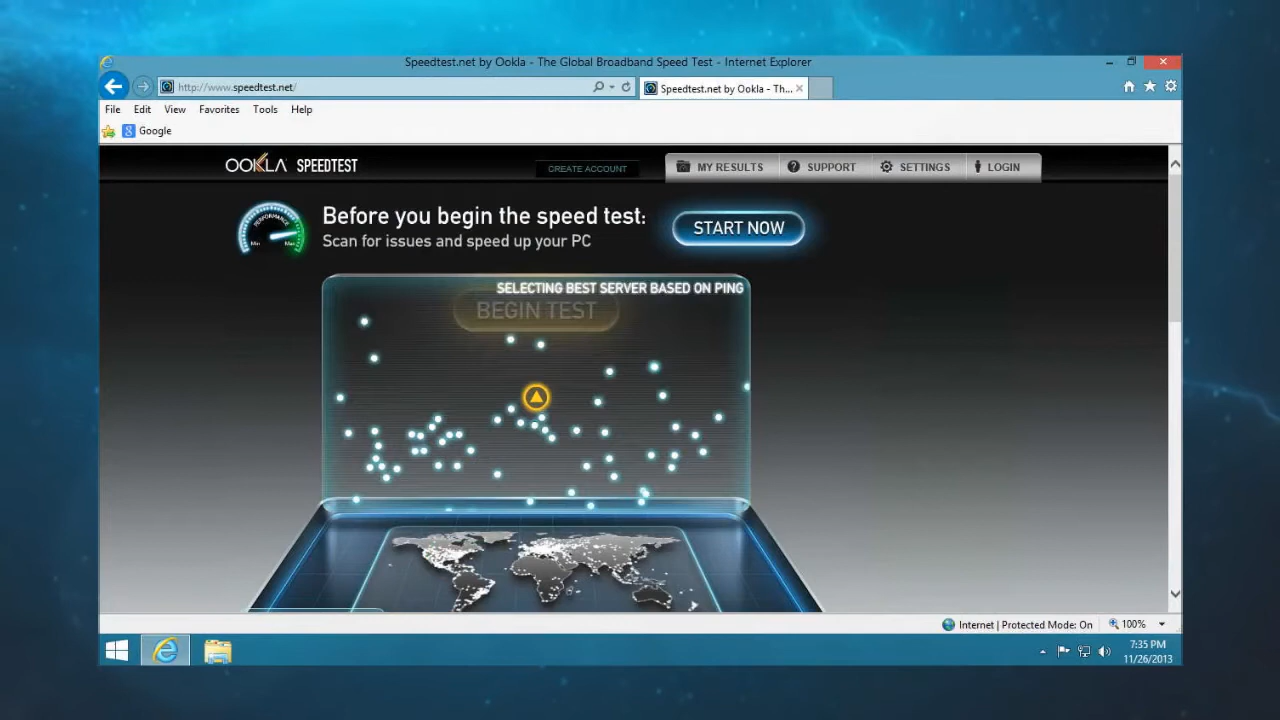 Speedtest.net by Ookla - The Global Broadband Speed Test - Internet Explorer
http://www.speedtest.net/
Speedtest.net by Ookla - Th...
File Edit View Favorites Tools Help
Google
OOKLA SPEEDTEST
CREATE ACCOUNT
MY RESULTS SUPPORT SETTINGS LOGIN
PERFORMANCE
Min Max
Before you begin the speed test:
Scan for issues and speed up your PC
START NOW
SELECTING BEST SERVER BASED ON PING
BEGIN TEST
Internet | Protected Mode: On
100%
7:35 PM
11/26/2013